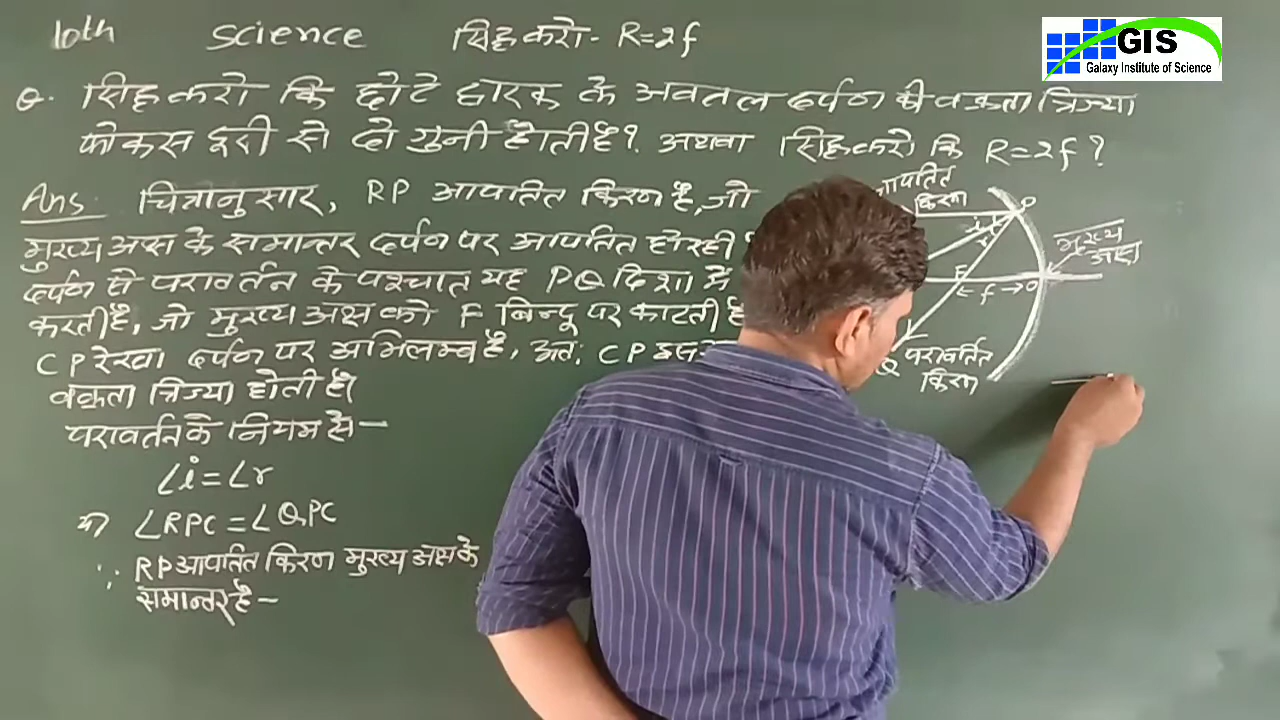 10th Science सिद्ध करो- R=2f
GIS
Galaxy Institute of Science
Q. सिद्ध करो कि छोटे द्वारक के अवतल दर्पण की वक्रता त्रिज्या
फोकस दूरी से दो गुनी होती है? अथवा सिद्ध करो कि R=2f?
Ans. चित्रानुसार, RP आपतित किरण है, जो
मुख्य अक्ष के समान्तर दर्पण पर आपतित हो रही
दर्पण से परावर्तन के पश्चात यह PQ दिशा में
करती है, जो मुख्य अक्ष को F बिन्दू पर काटती है
CP रेखा दर्पण पर अभिलम्ब है, अत: CP इस
वक्रता त्रिज्या होती है।
परावर्तन के नियम से—
∠i=∠r
या ∠RPC=∠QPC
∵ RP आपतित किरण मुख्य अक्ष के
समान्तर है—
आपतित
किरण
P
i
r
मुख्य
अक्ष
F
← f → O
Q परावर्तित
किरण